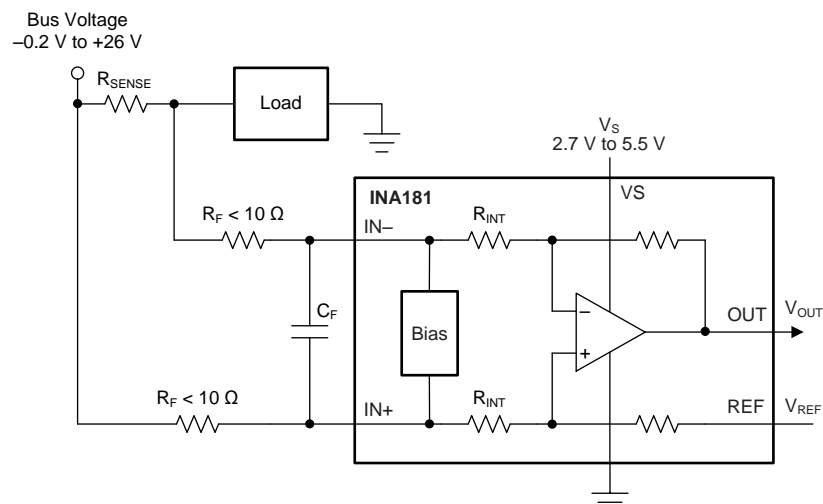 Bus Voltage
–0.2 V to +26 V
RSENSE
Load
VS
2.7 V to 5.5 V
INA181
VS
RF < 10 Ω
IN–
RINT
CF
Bias
–
+
OUT
VOUT
RF < 10 Ω
IN+
RINT
REF
VREF